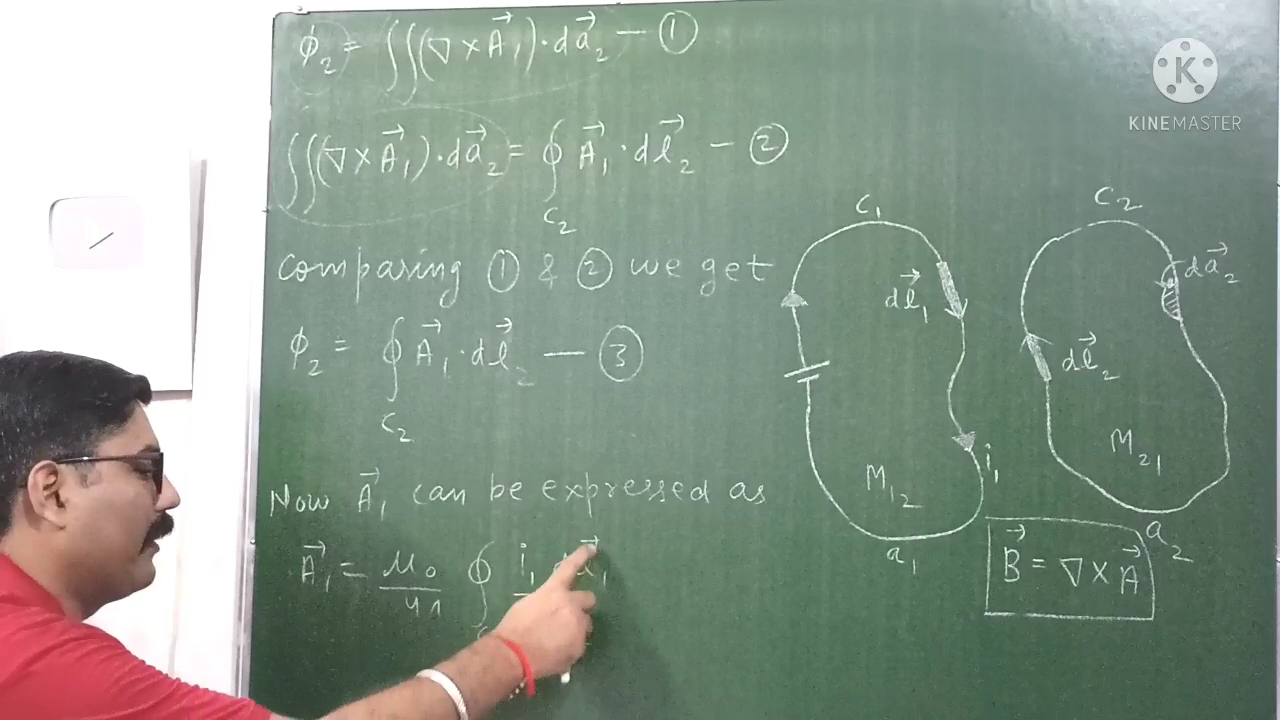 ϕ₂ = ∬(∇×A⃗₁)·da⃗₂ — ①
∬(∇×A⃗₁)·da⃗₂ = ∮ A⃗₁·dl⃗₂ — ②
C₂
comparing ① & ② we get
ϕ₂ = ∮ A⃗₁·dl⃗₂ — ③
C₂
Now A⃗₁ can be expressed as
A⃗₁ = μ₀/4π ∮ i₁ dl⃗₁
C₁
dl⃗₁
i₁
M₁₂
a₁
C₂
da⃗₂
dl⃗₂
M₂₁
a₂
B⃗ = ∇×A⃗
KINEMASTER